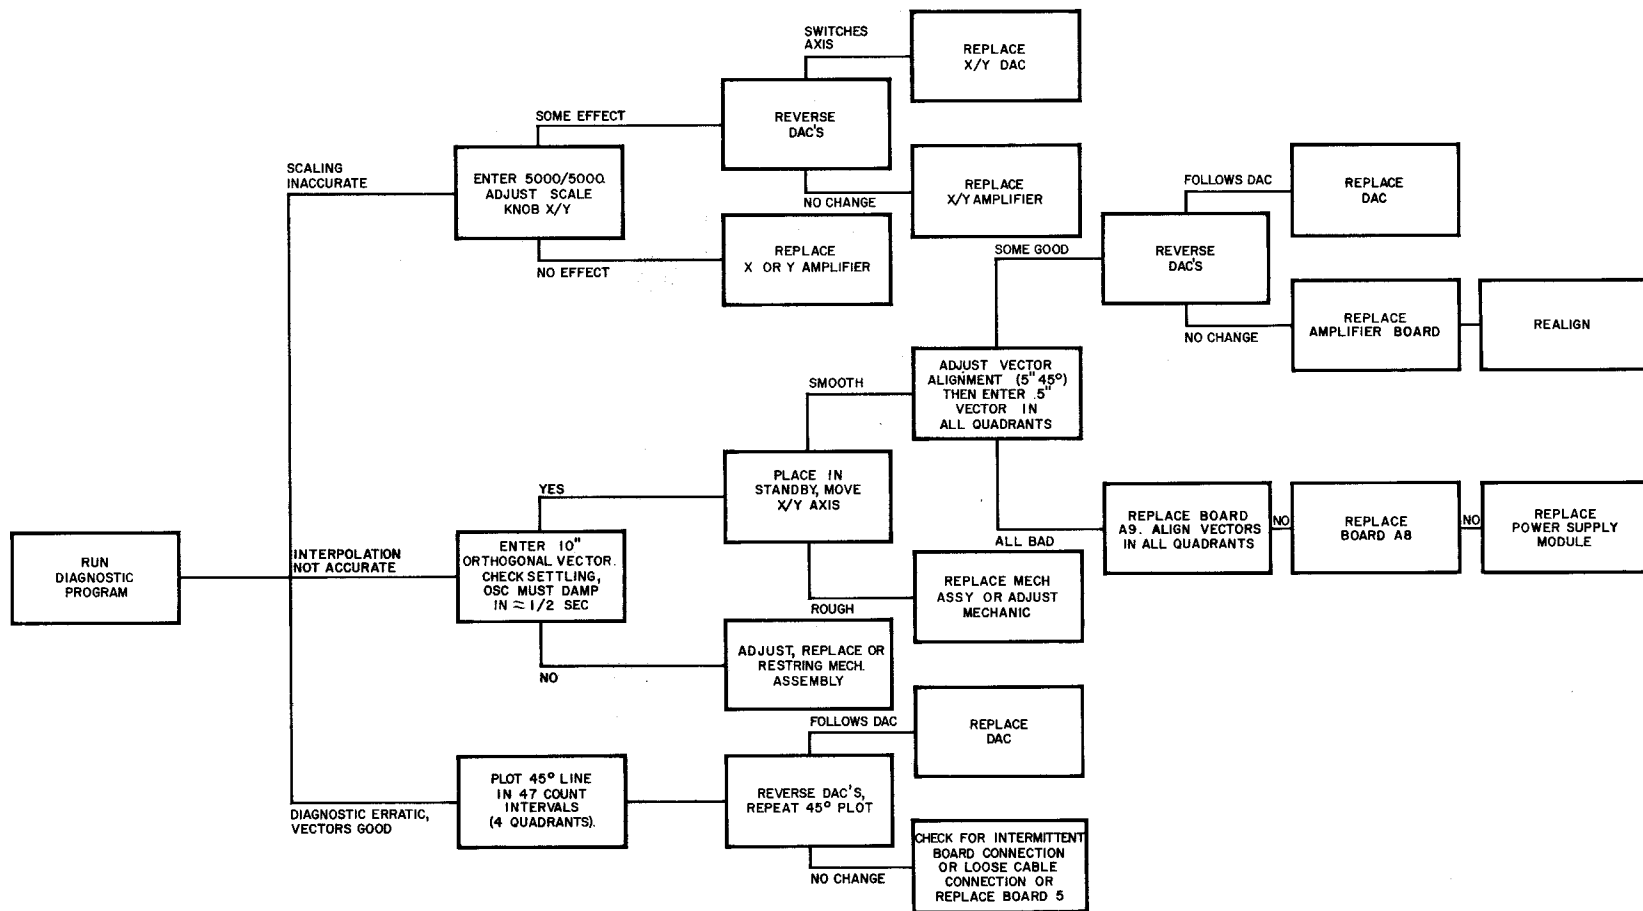 RUN
DIAGNOSTIC
PROGRAM
SCALING
INACCURATE
ENTER 5000/5000.
ADJUST SCALE
KNOB X/Y
SOME EFFECT
REVERSE
DAC'S
SWITCHES
AXIS
REPLACE
X/Y DAC
NO CHANGE
REPLACE
X/Y AMPLIFIER
NO EFFECT
REPLACE
X OR Y AMPLIFIER
INTERPOLATION
NOT ACCURATE
ENTER 10"
ORTHOGONAL VECTOR.
CHECK SETTLING,
OSC MUST DAMP
IN ≈ 1/2 SEC
YES
PLACE IN
STANDBY, MOVE
X/Y AXIS
SMOOTH
ADJUST VECTOR
ALIGNMENT (5" 45°)
THEN ENTER .5"
VECTOR IN
ALL QUADRANTS
SOME GOOD
REVERSE
DAC'S
FOLLOWS DAC
REPLACE
DAC
NO CHANGE
REPLACE
AMPLIFIER BOARD
REALIGN
ALL BAD
REPLACE BOARD
A9. ALIGN VECTORS
IN ALL QUADRANTS
NO
REPLACE
BOARD A8
NO
REPLACE
POWER SUPPLY
MODULE
ROUGH
REPLACE MECH
ASSY OR ADJUST
MECHANIC
NO
ADJUST, REPLACE OR
RESTRING MECH.
ASSEMBLY
DIAGNOSTIC ERRATIC,
VECTORS GOOD
PLOT 45° LINE
IN 47 COUNT
INTERVALS
(4 QUADRANTS).
REVERSE DAC'S,
REPEAT 45° PLOT
FOLLOWS DAC
REPLACE
DAC
NO CHANGE
CHECK FOR INTERMITTENT
BOARD CONNECTION
OR LOOSE CABLE
CONNECTION OR
REPLACE BOARD 5